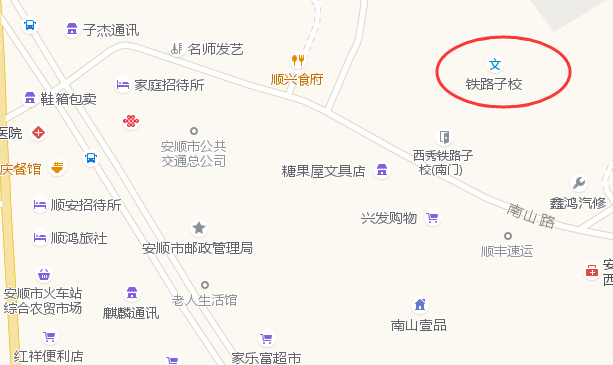 子杰通讯
名师发艺
铁路子校
顺兴食府
家庭招待所
鞋箱包卖
医院
安顺市公共
交通总公司
西秀铁路子
校(南门)
庆餐馆
糖果屋文具店
鑫鸿汽修
顺安招待所
兴发购物
南山路
顺鸿旅社
安顺市邮政管理局
顺丰速运
安
西
安顺市火车站
综合农贸市场
老人生活馆
麒麟通讯
南山壹品
红祥便利店
家乐富超市